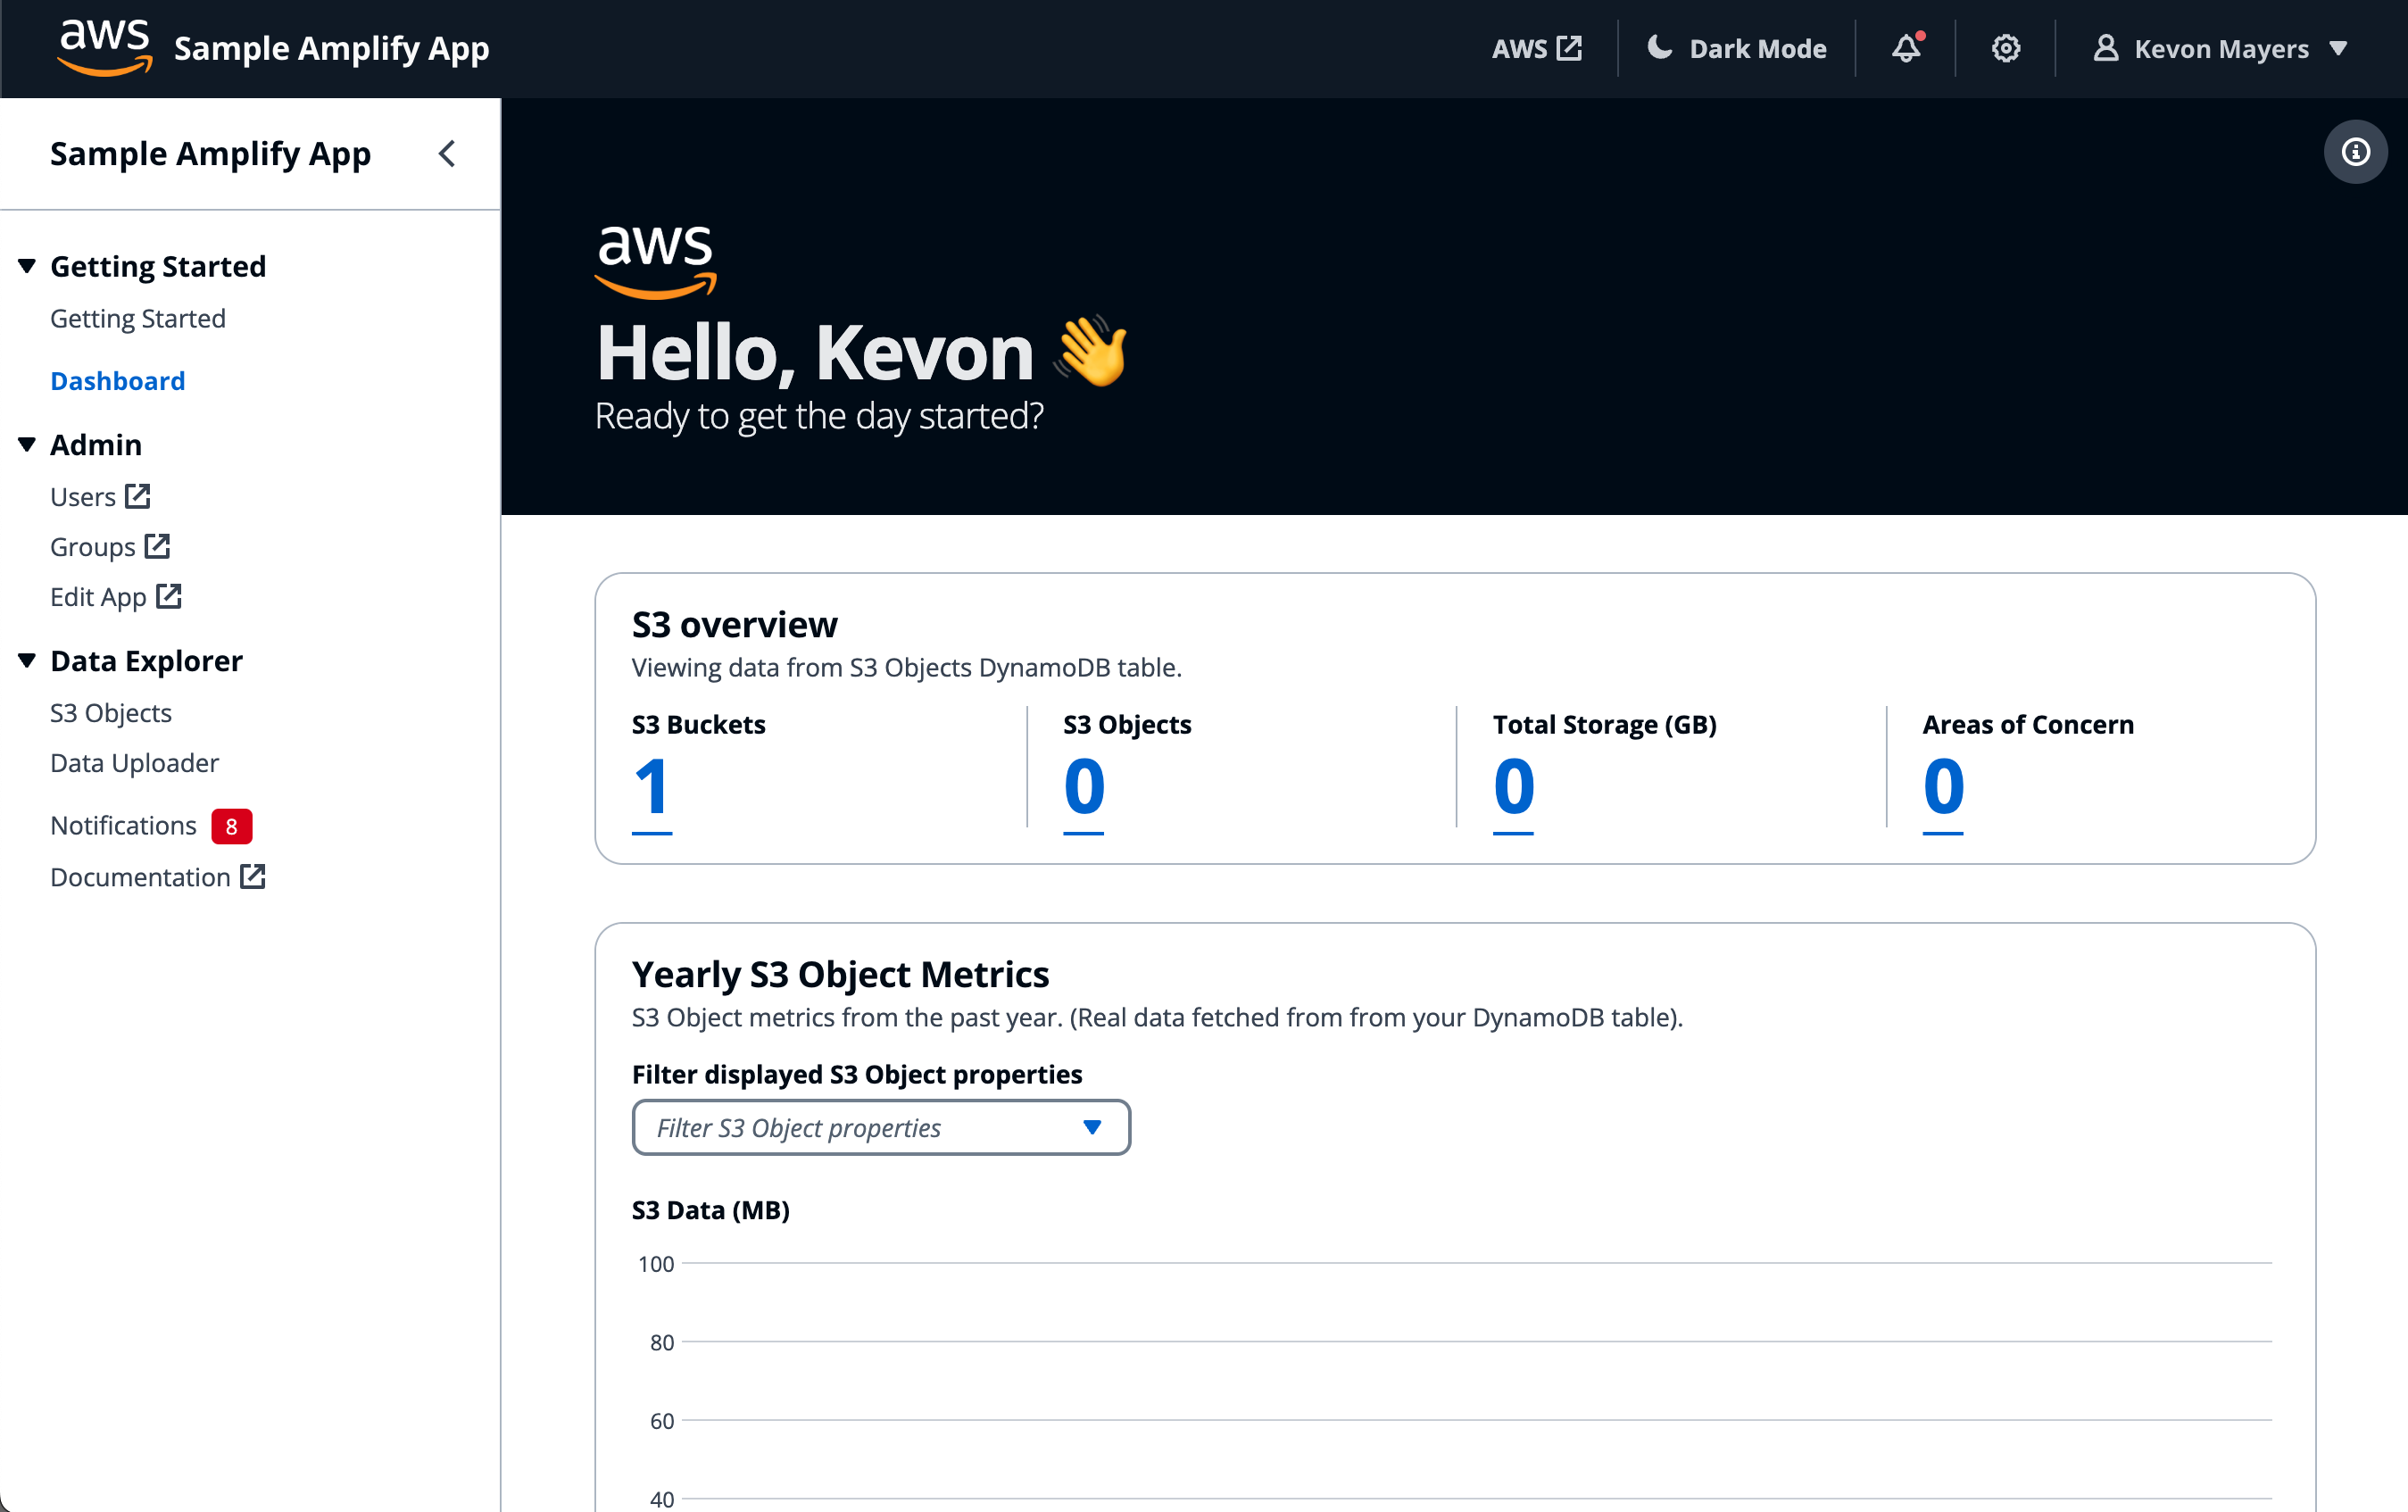 aws Sample Amplify App AWS Dark Mode Kevon Mayers
Sample Amplify App
Getting Started
Getting Started
Dashboard
Admin
Users
Groups
Edit App
Data Explorer
S3 Objects
Data Uploader
Notifications 8
Documentation
aws
Hello, Kevon 👋
Ready to get the day started?
S3 overview
Viewing data from S3 Objects DynamoDB table.
S3 Buckets S3 Objects Total Storage (GB) Areas of Concern
1 0 0 0
Yearly S3 Object Metrics
S3 Object metrics from the past year. (Real data fetched from from your DynamoDB table).
Filter displayed S3 Object properties
Filter S3 Object properties
S3 Data (MB)
100
80
60
40